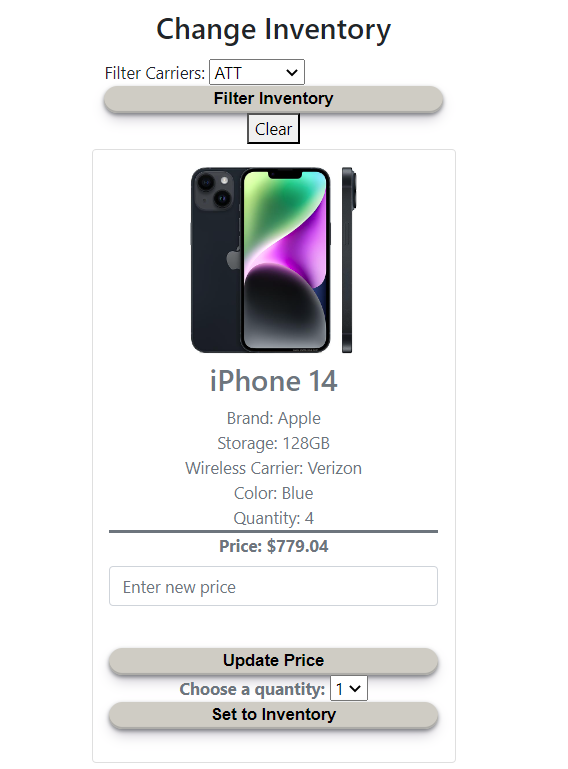 Change Inventory
Filter Carriers: ATT
Filter Inventory
Clear
iPhone 14
Brand: Apple
Storage: 128GB
Wireless Carrier: Verizon
Color: Blue
Quantity: 4
Price: $779.04
Enter new price
Update Price
Choose a quantity: 1
Set to Inventory